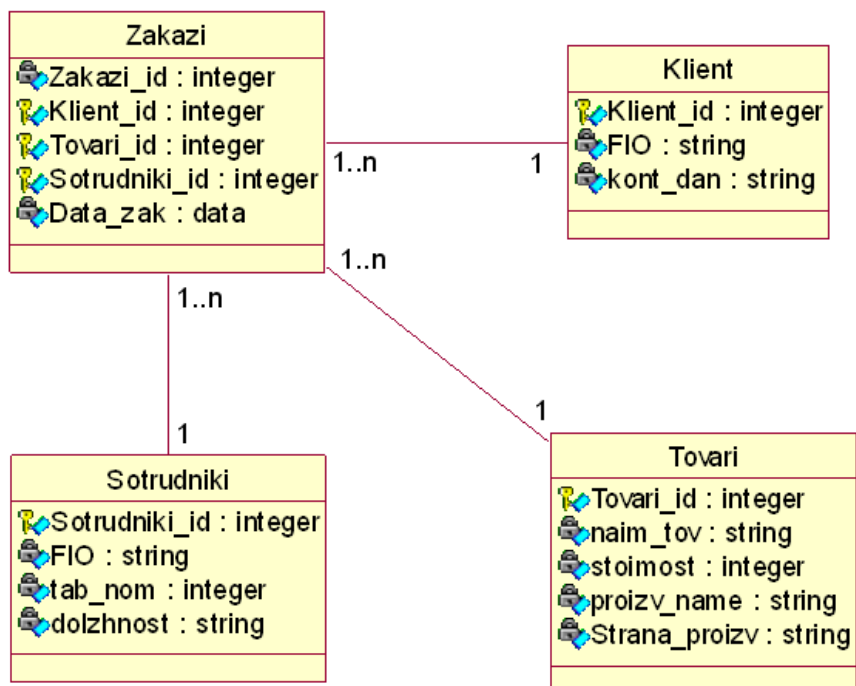 Zakazi
Zakazi_id : integer
Klient_id : integer
Tovari_id : integer
Sotrudniki_id : integer
Data_zak : data
Klient
Klient_id : integer
FIO : string
kont_dan : string
1..n
1
1..n
1..n
1
1
Sotrudniki
Sotrudniki_id : integer
FIO : string
tab_nom : integer
dolzhnost : string
Tovari
Tovari_id : integer
naim_tov : string
stoimost : integer
proizv_name : string
Strana_proizv : string